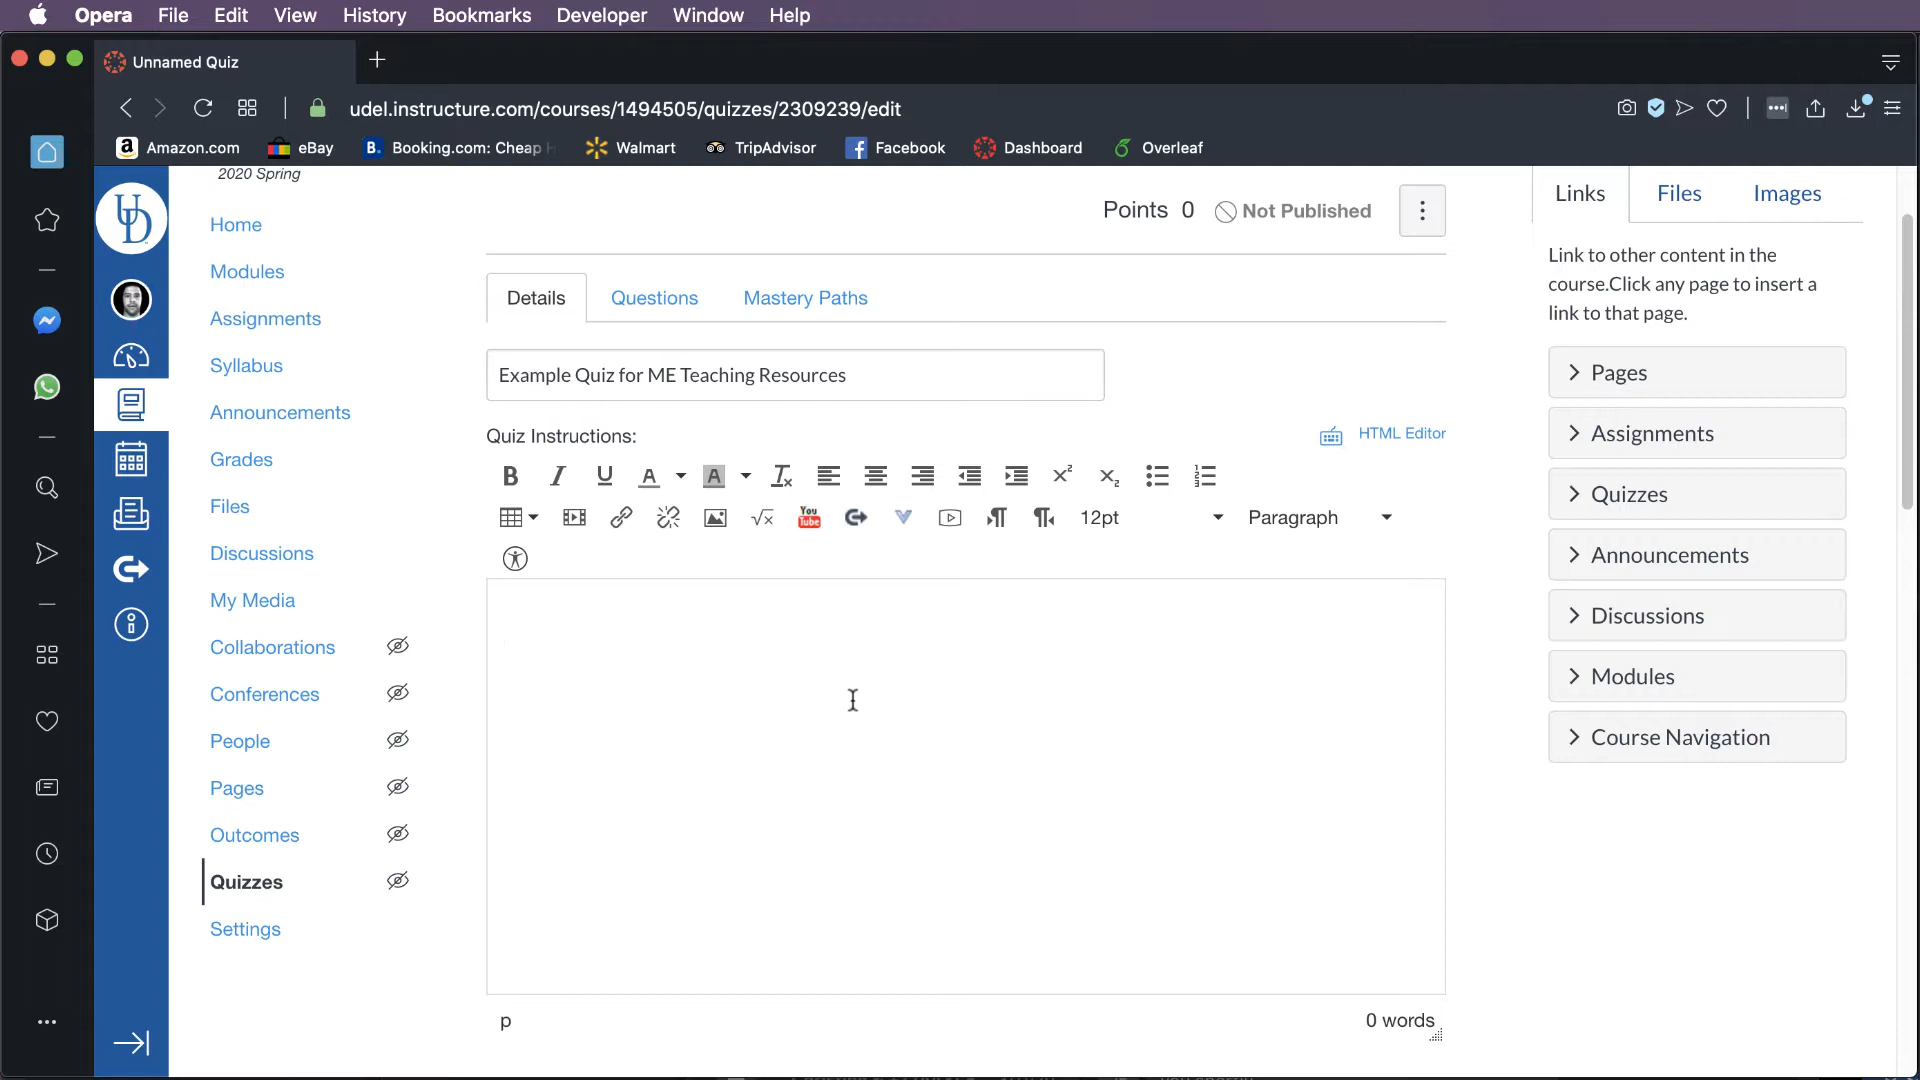 Opera File Edit View History Bookmarks Developer Window Help
Unnamed Quiz
udel.instructure.com/courses/1494505/quizzes/2309239/edit
Amazon.com eBay B. Booking.com: Cheap Walmart TripAdvisor Facebook Dashboard Overleaf
2020 Spring
UD
Home
Modules
Assignments
Syllabus
Announcements
Grades
Files
Discussions
My Media
Collaborations
Conferences
People
Pages
Outcomes
Quizzes
Settings
Points 0 Not Published
Details Questions Mastery Paths
Example Quiz for ME Teaching Resources
Quiz Instructions:
HTML Editor
You Tube
12pt Paragraph
p
0 words
Links Files Images
Link to other content in the
course.Click any page to insert a
link to that page.
Pages
Assignments
Quizzes
Announcements
Discussions
Modules
Course Navigation